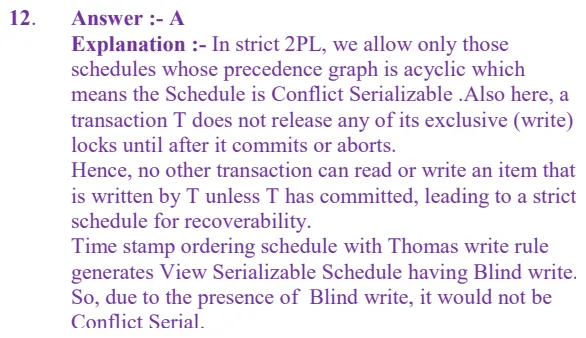 12. Answer :- A
Explanation :- In strict 2PL, we allow only those
schedules whose precedence graph is acyclic which
means the Schedule is Conflict Serializable .Also here, a
transaction T does not release any of its exclusive (write)
locks until after it commits or aborts.
Hence, no other transaction can read or write an item that
is written by T unless T has committed, leading to a strict
schedule for recoverability.
Time stamp ordering schedule with Thomas write rule
generates View Serializable Schedule having Blind write.
So, due to the presence of Blind write, it would not be
Conflict Serial.